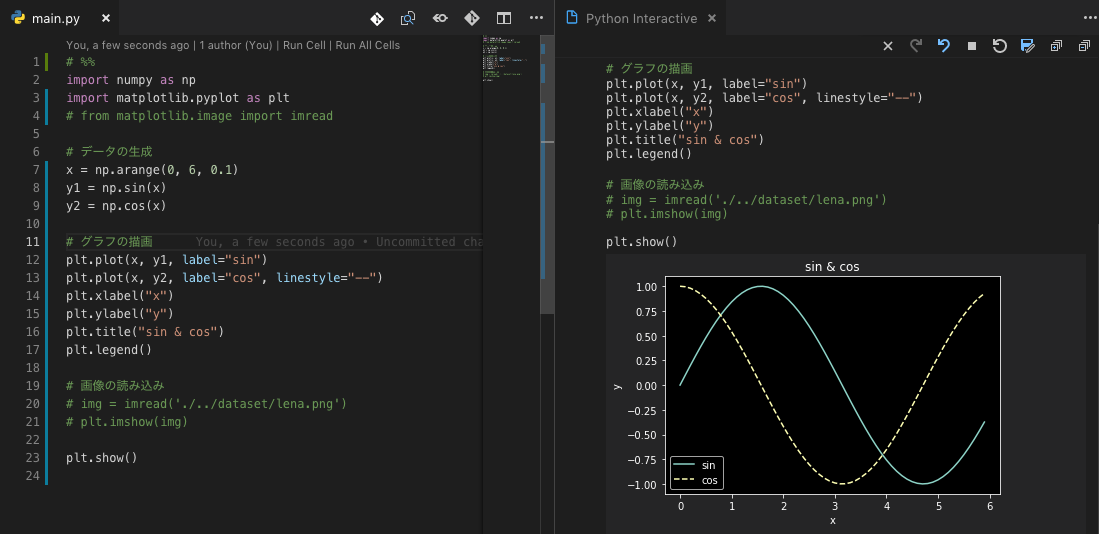 main.py
You, a few seconds ago | 1 author (You) | Run Cell | Run All Cells
1 # %%
2 import numpy as np
3 import matplotlib.pyplot as plt
4 # from matplotlib.image import imread
5
6 # データの生成
7 x = np.arange(0, 6, 0.1)
8 y1 = np.sin(x)
9 y2 = np.cos(x)
10
11 # グラフの描画 You, a few seconds ago • Uncommitted cha
12 plt.plot(x, y1, label="sin")
13 plt.plot(x, y2, label="cos", linestyle="--")
14 plt.xlabel("x")
15 plt.ylabel("y")
16 plt.title("sin & cos")
17 plt.legend()
18
19 # 画像の読み込み
20 # img = imread('./../dataset/lena.png')
21 # plt.imshow(img)
22
23 plt.show()
24
Python Interactive
# グラフの描画
plt.plot(x, y1, label="sin")
plt.plot(x, y2, label="cos", linestyle="--")
plt.xlabel("x")
plt.ylabel("y")
plt.title("sin & cos")
plt.legend()
# 画像の読み込み
# img = imread('./../dataset/lena.png')
# plt.imshow(img)
plt.show()
sin & cos
1.00
0.75
0.50
0.25
0.00
−0.25
−0.50
−0.75
−1.00
y
sin
cos
0 1 2 3 4 5 6
x